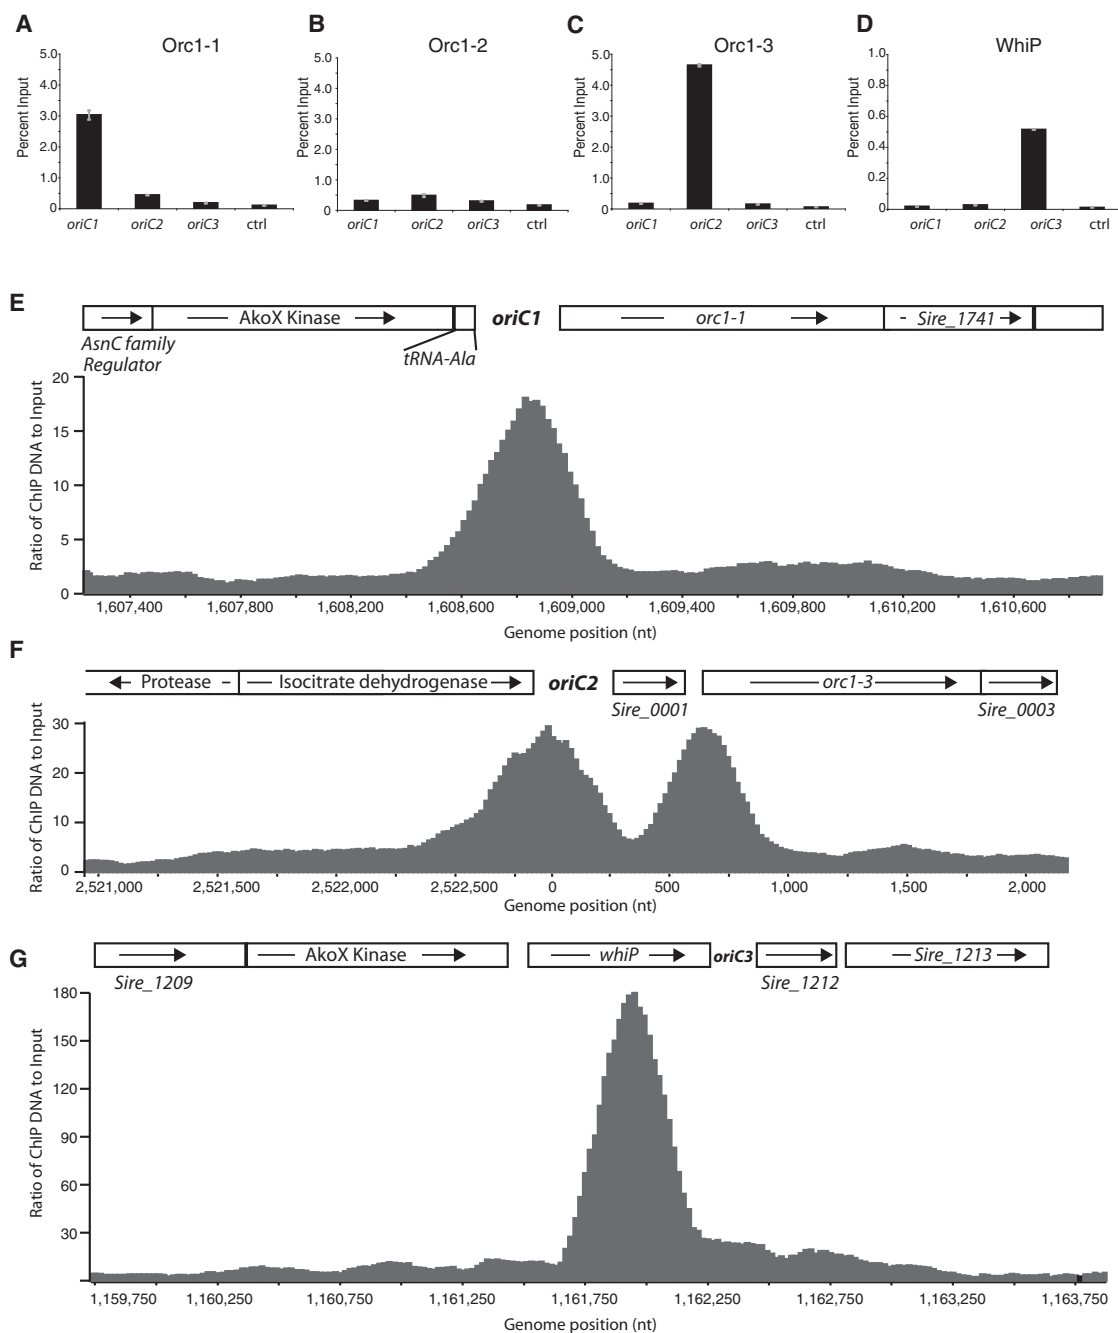 A
Orc1-1
Percent Input
5.0
4.0
3.0
2.0
1.0
0
oriC1 oriC2 oriC3 ctrl
B
Orc1-2
Percent Input
5.0
4.0
3.0
2.0
1.0
0
oriC1 oriC2 oriC3 ctrl
C
Orc1-3
Percent Input
5.0
4.0
3.0
2.0
1.0
0
oriC1 oriC2 oriC3 ctrl
D
WhiP
Percent Input
1.0
0.8
0.6
0.4
0.2
0
oriC1 oriC2 oriC3 ctrl
E
AkoX Kinase oriC1 orc1-1 Sire_1741
AsnC family
Regulator
tRNA-Ala
Ratio of ChIP DNA to Input
20
15
10
5
0
1,607,400 1,607,800 1,608,200 1,608,600 1,609,000 1,609,400 1,609,800 1,610,200 1,610,600
Genome position (nt)
F
Protease Isocitrate dehydrogenase oriC2 orc1-3
Sire_0001 Sire_0003
Ratio of ChIP DNA to Input
30
20
10
0
2,521,000 2,521,500 2,522,000 2,522,500 0 500 1,000 1,500 2,000
Genome position (nt)
G
AkoX Kinase whiP oriC3 Sire_1213
Sire_1209 Sire_1212
Ratio of ChIP DNA to Input
180
150
120
90
60
30
1,159,750 1,160,250 1,160,750 1,161,250 1,161,750 1,162,250 1,162,750 1,163,250 1,163,750
Genome position (nt)